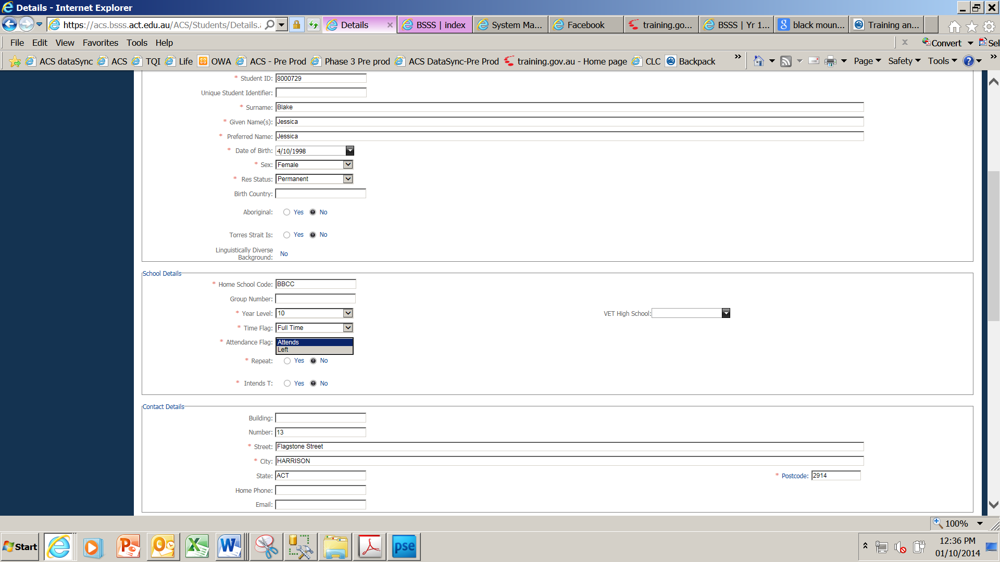 Details - Internet Explorer
https://acs.bsss.act.edu.au/ACS/Students/Details.
Details
BSSS | index
System Ma...
Facebook
training.go...
BSSS | Yr 1...
black moun...
Training an...
File Edit View Favorites Tools Help
x Convert Sel
ACS dataSync ACS TQI Life OWA ACS - Pre Prod Phase 3 Pre prod ACS DataSync-Pre Prod training.gov.au - Home page CLC Backpack » Page Safety Tools »
* Student ID: 8000729
Unique Student Identifier:
* Surname: Blake
* Given Name(s): Jessica
* Preferred Name: Jessica
* Date of Birth: 4/10/1998
* Sex: Female
* Res Status: Permanent
Birth Country:
Aboriginal: Yes No
Torres Strait Is: Yes No
Linguistically Diverse
Background: No
School Details
* Home School Code: BBCC
Group Number:
* Year Level: 10 VET High School:
* Time Flag: Full Time
* Attendance Flag: Attends
Left
* Repeat: Yes No
* Intends T: Yes No
Contact Details
Building:
Number: 13
* Street: Flagstone Street
* City: HARRISON
State: ACT * Postcode: 2914
Home Phone:
Email:
100%
Start
pse
12:36 PM
01/10/2014